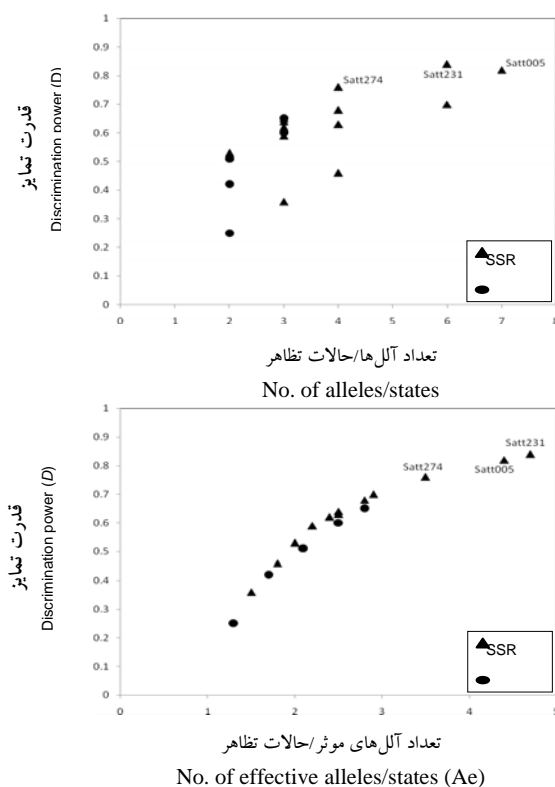 1
0.9
0.8
0.7
0.6
0.5
0.4
0.3
0.2
0.1
0
Satt274
Satt231
Satt005
قدرت تمایز
Discrimination power (D)
SSR
0 1 2 3 4 5 6 7 8
تعداد آلل‌ها/حالات تظاهر
No. of alleles/states
1
0.9
0.8
0.7
0.6
0.5
0.4
0.3
0.2
0.1
0
Satt231
Satt005
Satt274
قدرت تمایز
Discrimination power (D)
SSR
0 1 2 3 4 5
تعداد آلل‌های موثر/حالات تظاهر
No. of effective alleles/states (Ae)